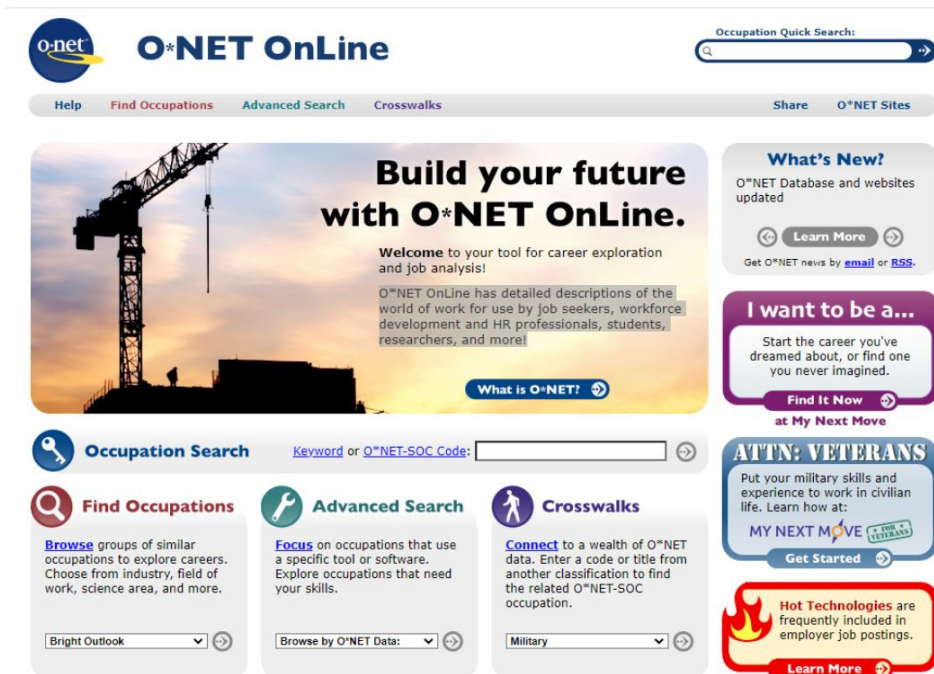 o·net
O*NET OnLine
Occupation Quick Search:
Help Find Occupations Advanced Search Crosswalks Share O*NET Sites
Build your future
with O*NET OnLine.
Welcome to your tool for career exploration
and job analysis!
O*NET OnLine has detailed descriptions of the
world of work for use by job seekers, workforce
development and HR professionals, students,
researchers, and more!
What is O*NET?
What's New?
O*NET Database and websites
updated
Learn More
Get O*NET news by email or RSS.
I want to be a...
Start the career you've
dreamed about, or find one
you never imagined.
Find It Now
at My Next Move
Occupation Search Keyword or O*NET-SOC Code:
Find Occupations
Browse groups of similar
occupations to explore careers.
Choose from industry, field of
work, science area, and more.
Bright Outlook
Advanced Search
Focus on occupations that use
a specific tool or software.
Explore occupations that need
your skills.
Browse by O*NET Data:
Crosswalks
Connect to a wealth of O*NET
data. Enter a code or title from
another classification to find
the related O*NET-SOC
occupation.
Military
ATTN: VETERANS
Put your military skills and
experience to work in civilian
life. Learn how at:
MY NEXT MOVE FOR VETERANS
Get Started
Hot Technologies are
frequently included in
employer job postings.
Learn More